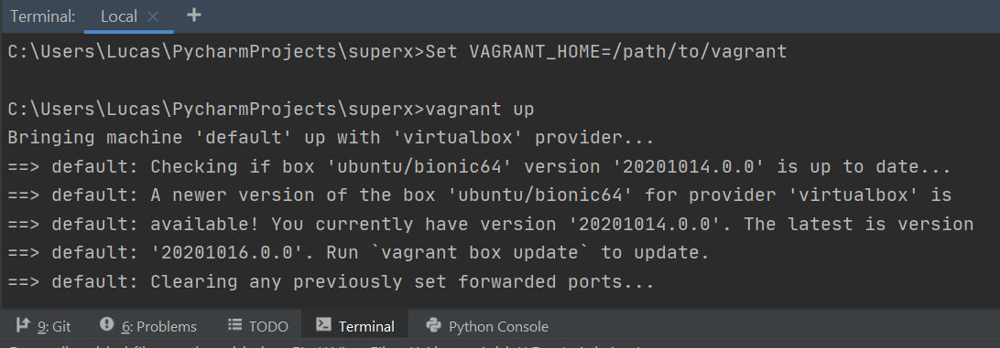 Terminal: Local × +
C:\Users\Lucas\PycharmProjects\superx>Set VAGRANT_HOME=/path/to/vagrant
C:\Users\Lucas\PycharmProjects\superx>vagrant up
Bringing machine 'default' up with 'virtualbox' provider...
==> default: Checking if box 'ubuntu/bionic64' version '20201014.0.0' is up to date...
==> default: A newer version of the box 'ubuntu/bionic64' for provider 'virtualbox' is
==> default: available! You currently have version '20201014.0.0'. The latest is version
==> default: '20201016.0.0'. Run `vagrant box update` to update.
==> default: Clearing any previously set forwarded ports...
9: Git 6: Problems TODO Terminal Python Console